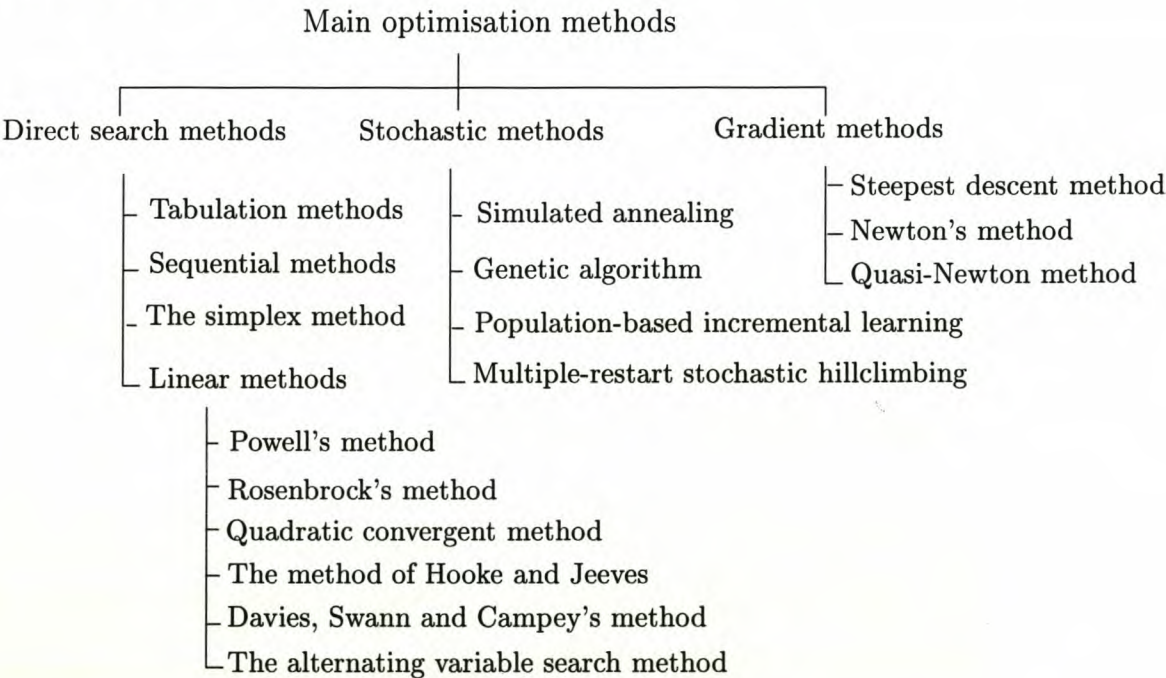 Main optimisation methods
Direct search methods
Stochastic methods
Gradient methods
Tabulation methods
Sequential methods
The simplex method
Linear methods
Powell's method
Rosenbrock's method
Quadratic convergent method
The method of Hooke and Jeeves
Davies, Swann and Campey's method
The alternating variable search method
Simulated annealing
Genetic algorithm
Population-based incremental learning
Multiple-restart stochastic hillclimbing
Steepest descent method
Newton's method
Quasi-Newton method